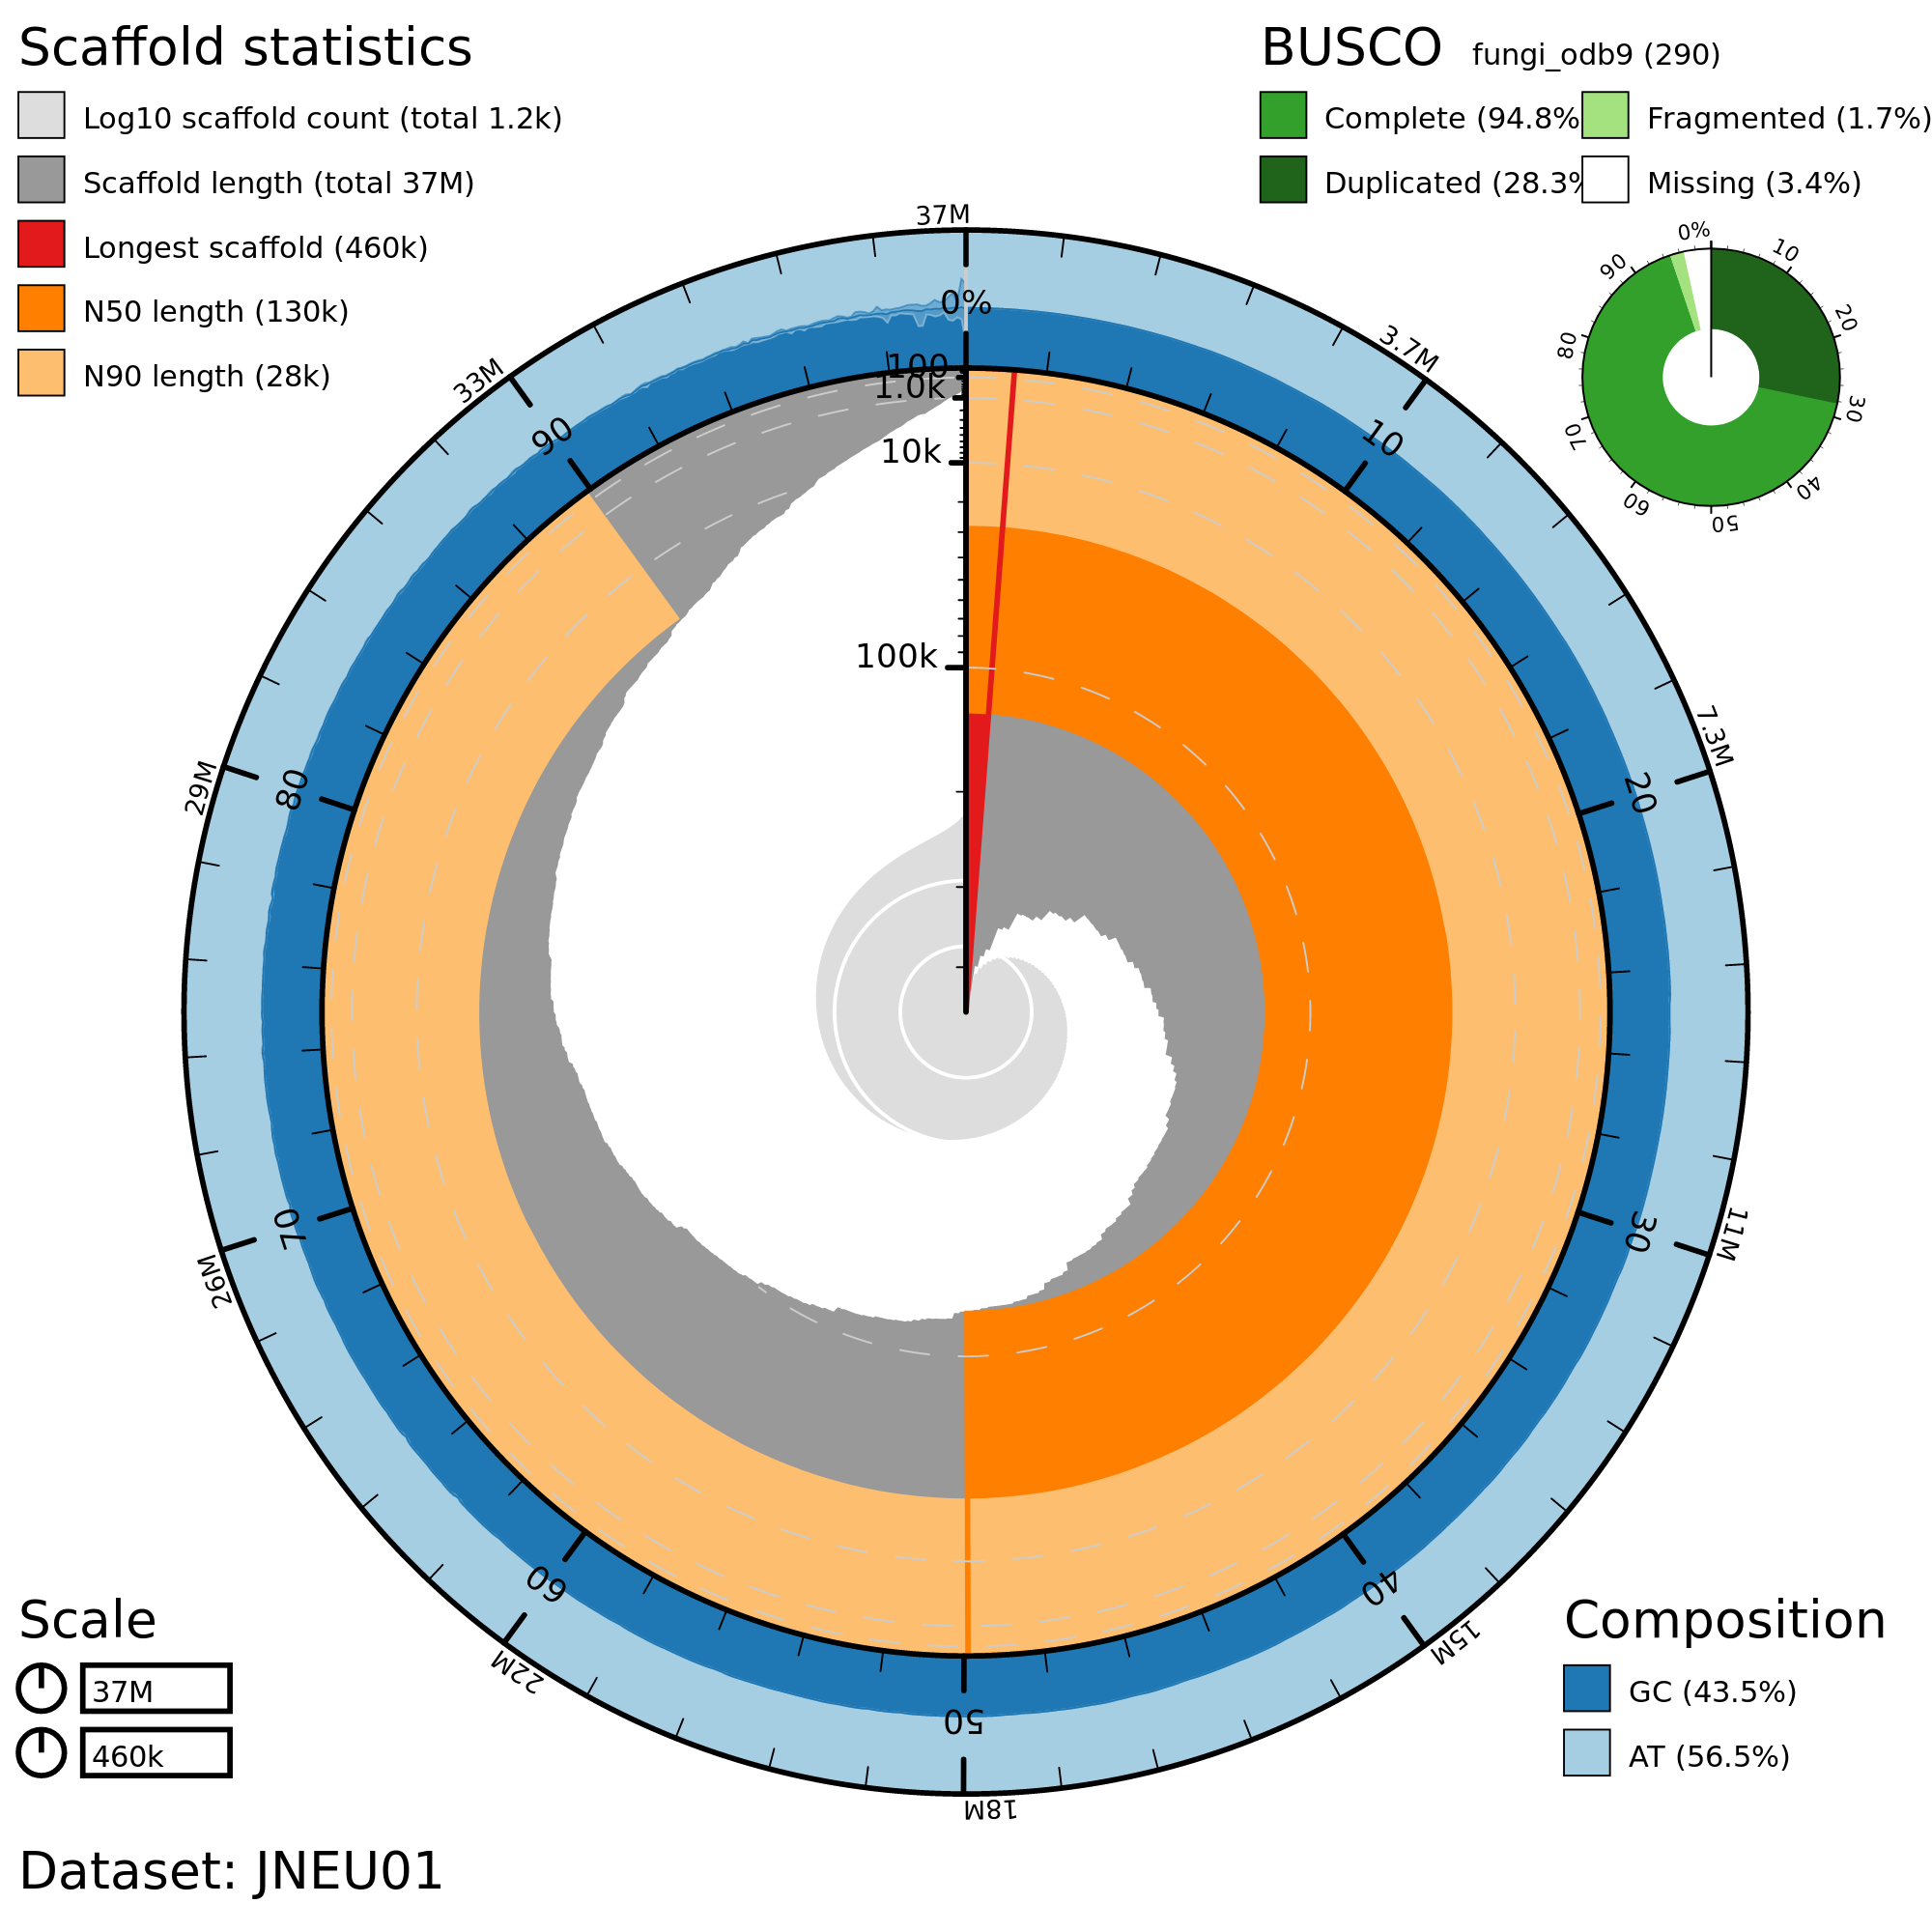 Scaffold statistics
Log10 scaffold count (total 1.2k)
Scaffold length (total 37M)
Longest scaffold (460k)
N50 length (130k)
N90 length (28k)
BUSCO fungi_odb9 (290)
Complete (94.8%
Fragmented (1.7%)
Duplicated (28.3%
Missing (3.4%)
0%
10
20
30
40
50
60
70
80
90
37M
3.7M
7.3M
11M
15M
18M
22M
26M
29M
33M
0%
10
20
30
40
50
60
70
80
90
100
1.0k
10k
100k
Scale
37M
460k
Composition
GC (43.5%)
AT (56.5%)
Dataset: JNEU01